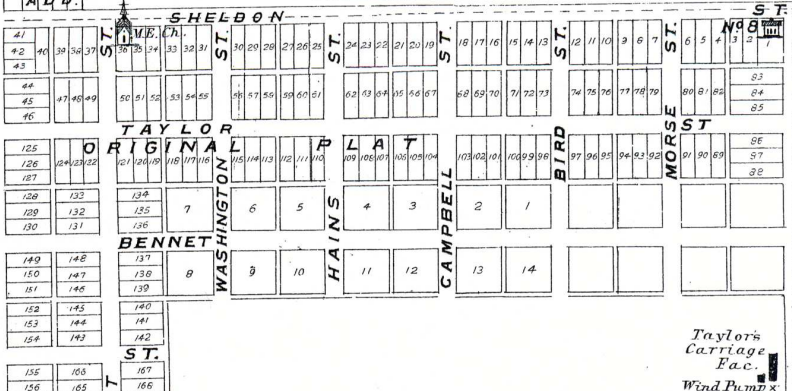 ADD.
SHELDON ST.
41 ST. 36 35 34 M.E. Ch. 33 32 31 ST. 30 29 28 27 26 25 ST. 24 23 22 21 20 19 ST. 18 17 16 15 14 13 ST. 12 11 10 9 8 7 ST. 6 5 4 No 8 3 2 1
42 40 39 38 37
43
44 83
45 47 48 49 50 51 52 53 54 55 56 57 58 59 60 61 62 63 64 65 66 67 68 69 70 71 72 73 74 75 76 77 78 79 80 81 82 84
46 85
TAYLOR ST
ORIGINAL PLAT
125 86
126 124 123 122 121 120 119 118 117 116 115 114 113 112 111 110 109 108 107 106 105 104 103 102 101 100 99 98 97 96 95 94 93 92 91 90 89 87
127 88
WASHINGTON
HAINS
CAMPBELL
BIRD
MORSE
128 133 134
129 132 135 7 6 5 4 3 2 1
130 131 136
BENNET
149 148 137
150 147 138 8 9 10 11 12 13 14
151 146 139
152 145 140
153 144 141
154 143 142
ST.
155 166 167
156 165 168
T
Taylor's
Carriage
Fac.
Wind Pump x